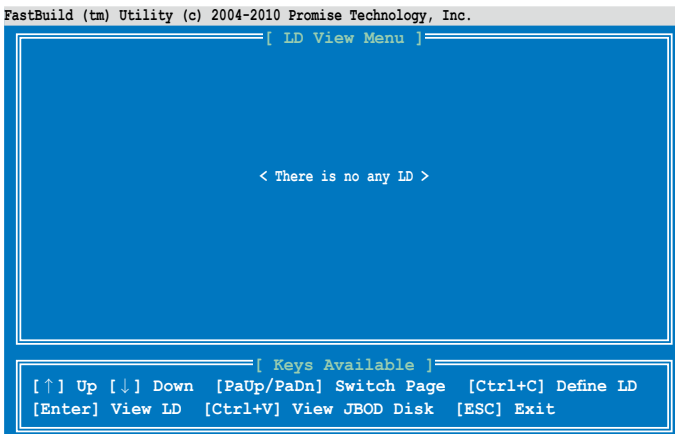 FastBuild (tm) Utility (c) 2004-2010 Promise Technology, Inc.
[ LD View Menu ]
< There is no any LD >
[ Keys Available ]
[↑] Up [↓] Down [PaUp/PaDn] Switch Page [Ctrl+C] Define LD
[Enter] View LD [Ctrl+V] View JBOD Disk [ESC] Exit